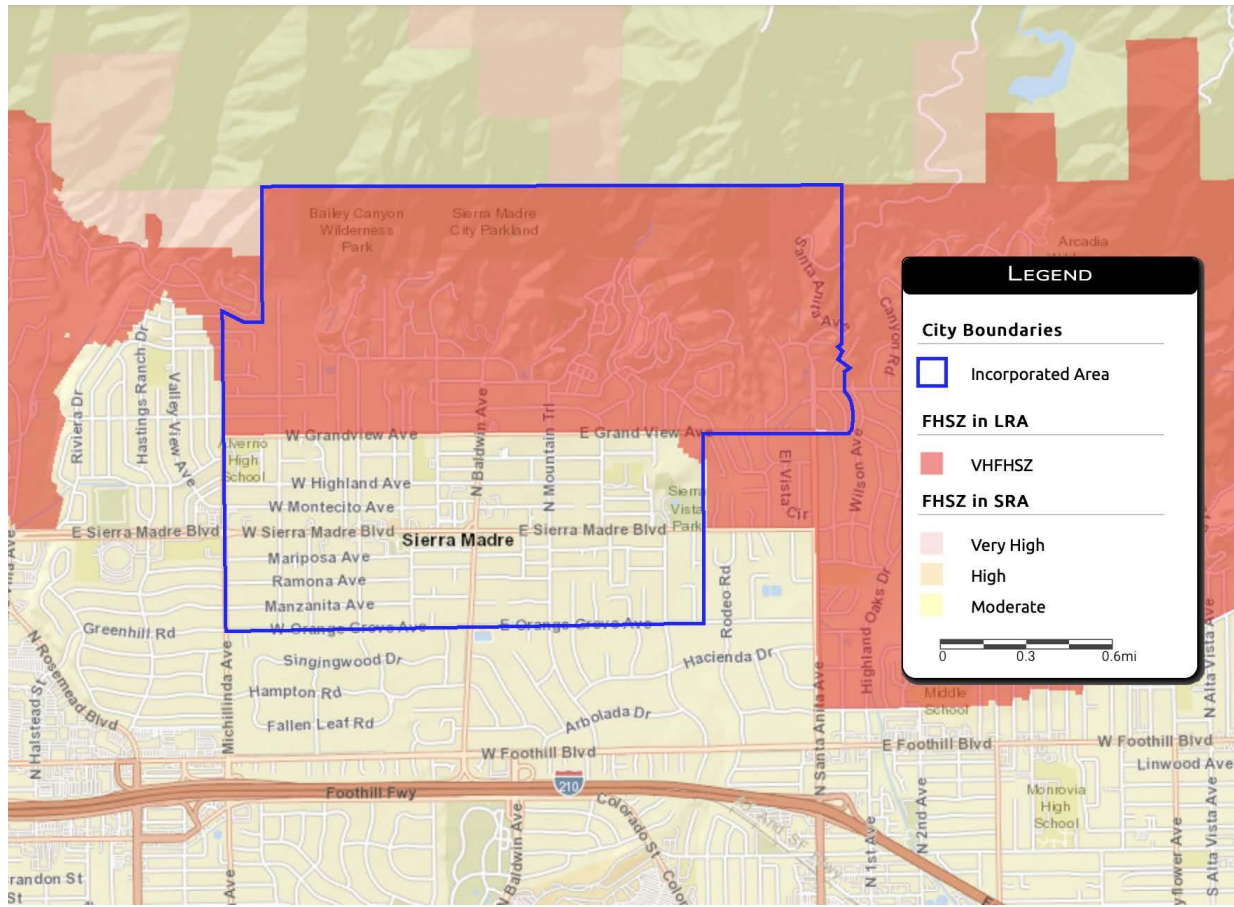 Bailey Canyon
Wilderness
Park
Sierra Madre
City Parkland
Santa Anita
Ave
Arcadia
Canyon Rd
Riviera Dr
Hastings Ranch Dr
Valley View Ave
Alverno
High
School
W Grandview Ave
N Baldwin Ave
N Mountain Trl
E Grand View Ave
W Highland Ave
W Montecito Ave
Sierra
Vista
Park
El Vista
Cir
Wilson Ave
E Sierra Madre Blvd
W Sierra Madre Blvd
Sierra Madre
E Sierra Madre Blvd
Mariposa Ave
Ramona Ave
Manzanita Ave
W Orange Grove Ave
E Orange Grove Ave
Rodeo Rd
Highland
Oaks Dr
Greenhill Rd
N Rosemead Blvd
N Halstead St
Michillinda Ave
Singingwood Dr
Hampton Rd
Fallen Leaf Rd
Hacienda Dr
Arbolada Dr
N Santa Anita Ave
Middle
School
N Alta Vista Ave
W Foothill Blvd
E Foothill Blvd
W Foothill Blvd
Linwood Ave
210
Foothill Fwy
Colorado St
N Baldwin Ave
N 1st Ave
N 2nd Ave
Monrovia
High
School
S Alta Vista Ave
LEGEND
City Boundaries
Incorporated Area
FHSZ in LRA
VHFHSZ
FHSZ in SRA
Very High
High
Moderate
0 0.3 0.6mi